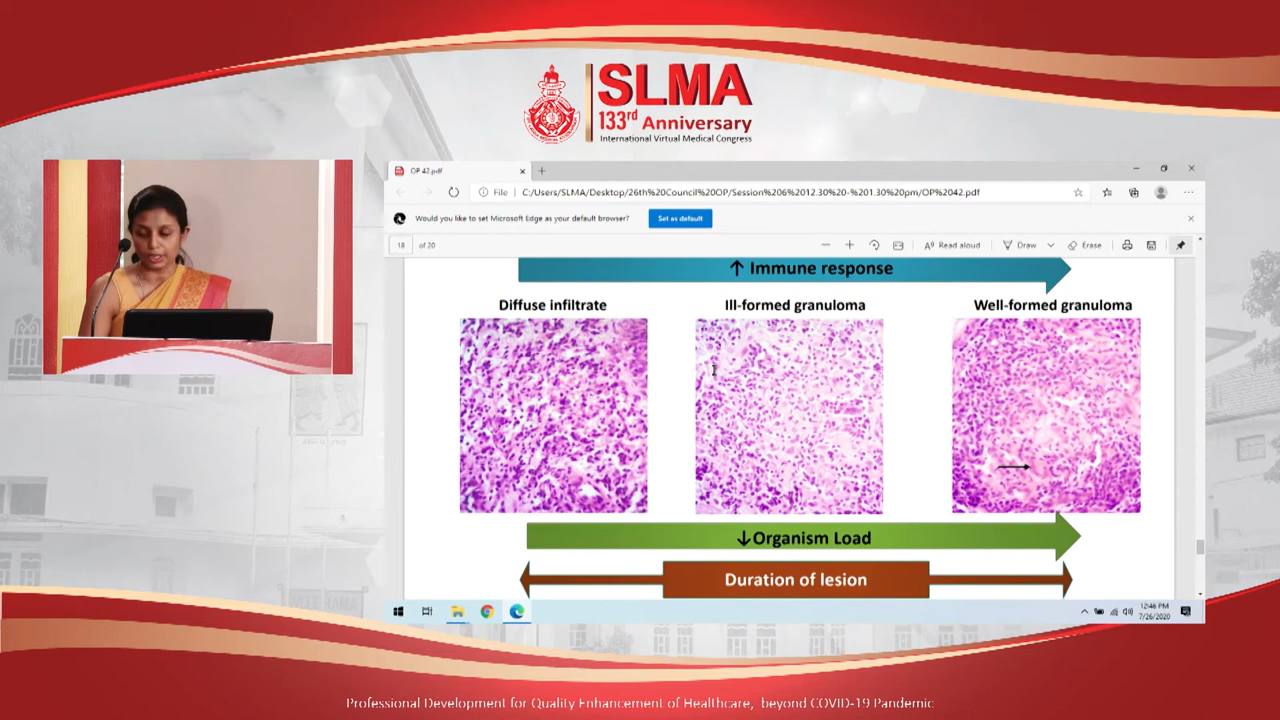 SLMA
133rd Anniversary
International Virtual Medical Congress
OP 42.pdf
File
C:/Users/SLMA/Desktop/26th%20Council%20OP/Session%206%2012.30%20-%201.30%20pm/OP%2042.pdf
Would you like to set Microsoft Edge as your default browser?
Set as default
18 of 20
Read aloud
Draw
Erase
↑ Immune response
Diffuse infiltrate
Ill-formed granuloma
Well-formed granuloma
↓Organism Load
Duration of lesion
12:46 PM
7/26/2020
Professional Development for Quality Enhancement of Healthcare, beyond COVID-19 Pandemic